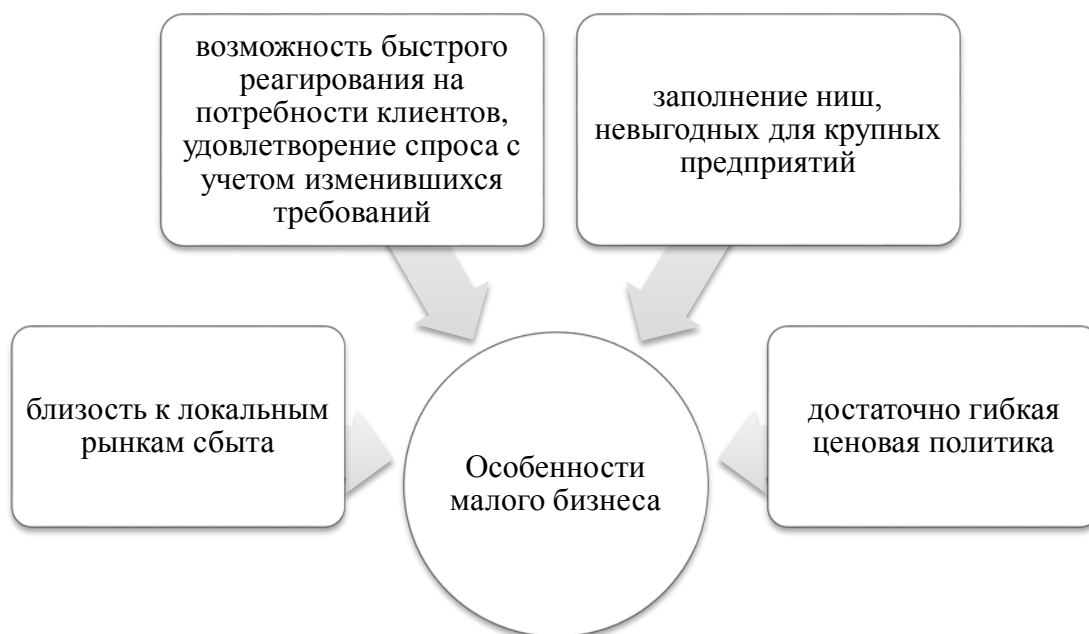 возможность быстрого
реагирования на
потребности клиентов,
удовлетворение спроса с
учетом изменившихся
требований
заполнение ниш,
невыгодных для крупных
предприятий
близость к локальным
рынкам сбыта
Особенности
малого бизнеса
достаточно гибкая
ценовая политика